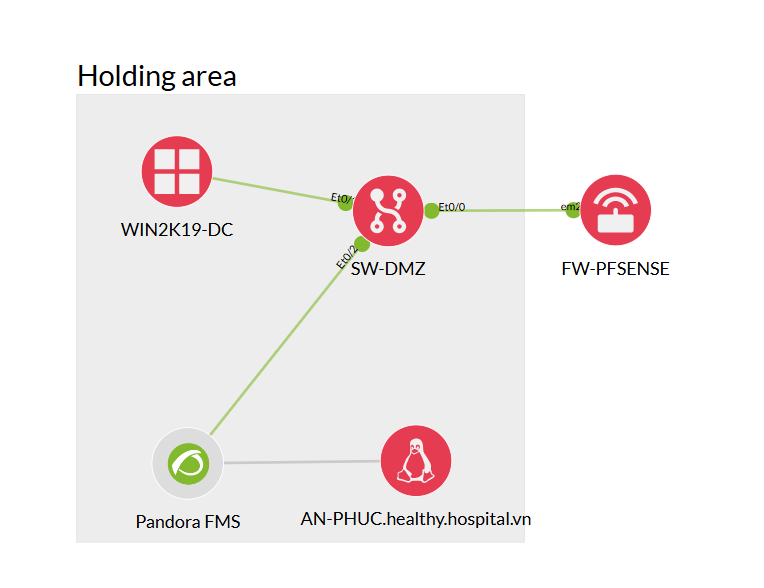 Holding area
WIN2K19-DC
Et0/
Et0/0
em2
Et0/2
SW-DMZ
FW-PFSENSE
Pandora FMS
AN-PHUC.healthy.hospital.vn